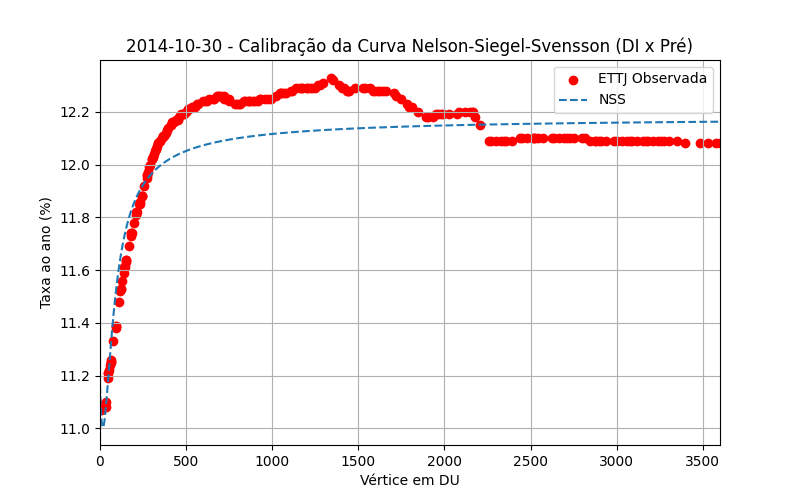 2014-10-30 - Calibração da Curva Nelson-Siegel-Svensson (DI x Pré)
ETTJ Observada
NSS
Taxa ao ano (%)
12.2
12.0
11.8
11.6
11.4
11.2
11.0
0 500 1000 1500 2000 2500 3000 3500
Vértice em DU